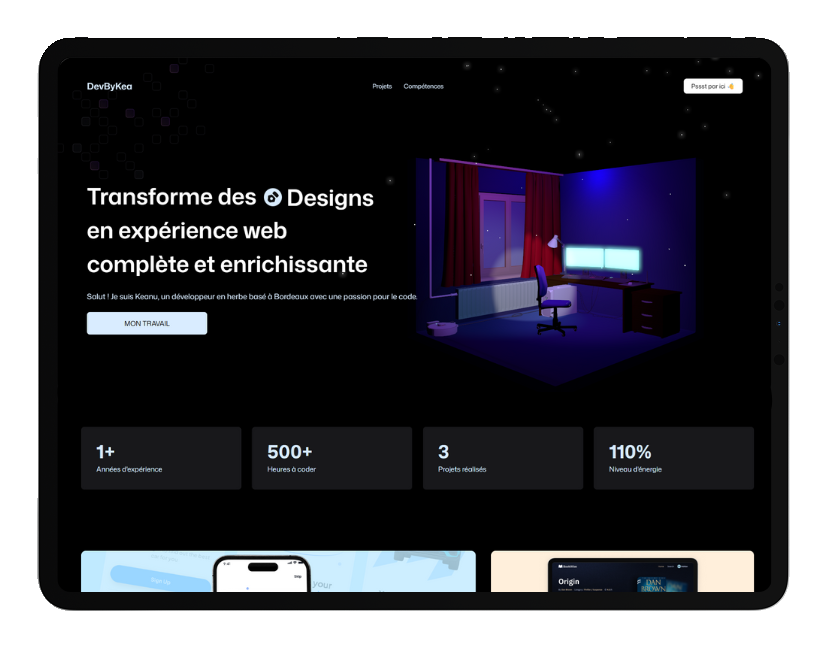 DevByKea
Projets Compétences
Pssst par ici
Transforme des Designs
en expérience web
complète et enrichissante
Salut ! Je suis Keanu, un développeur en herbe basé à Bordeaux avec une passion pour le code.
MON TRAVAIL
1+
Années d'expérience
500+
Heures à coder
3
Projets réalisés
110%
Niveau d'énergie
Sign Up
your
Skip
Origin
DAN
BROWN